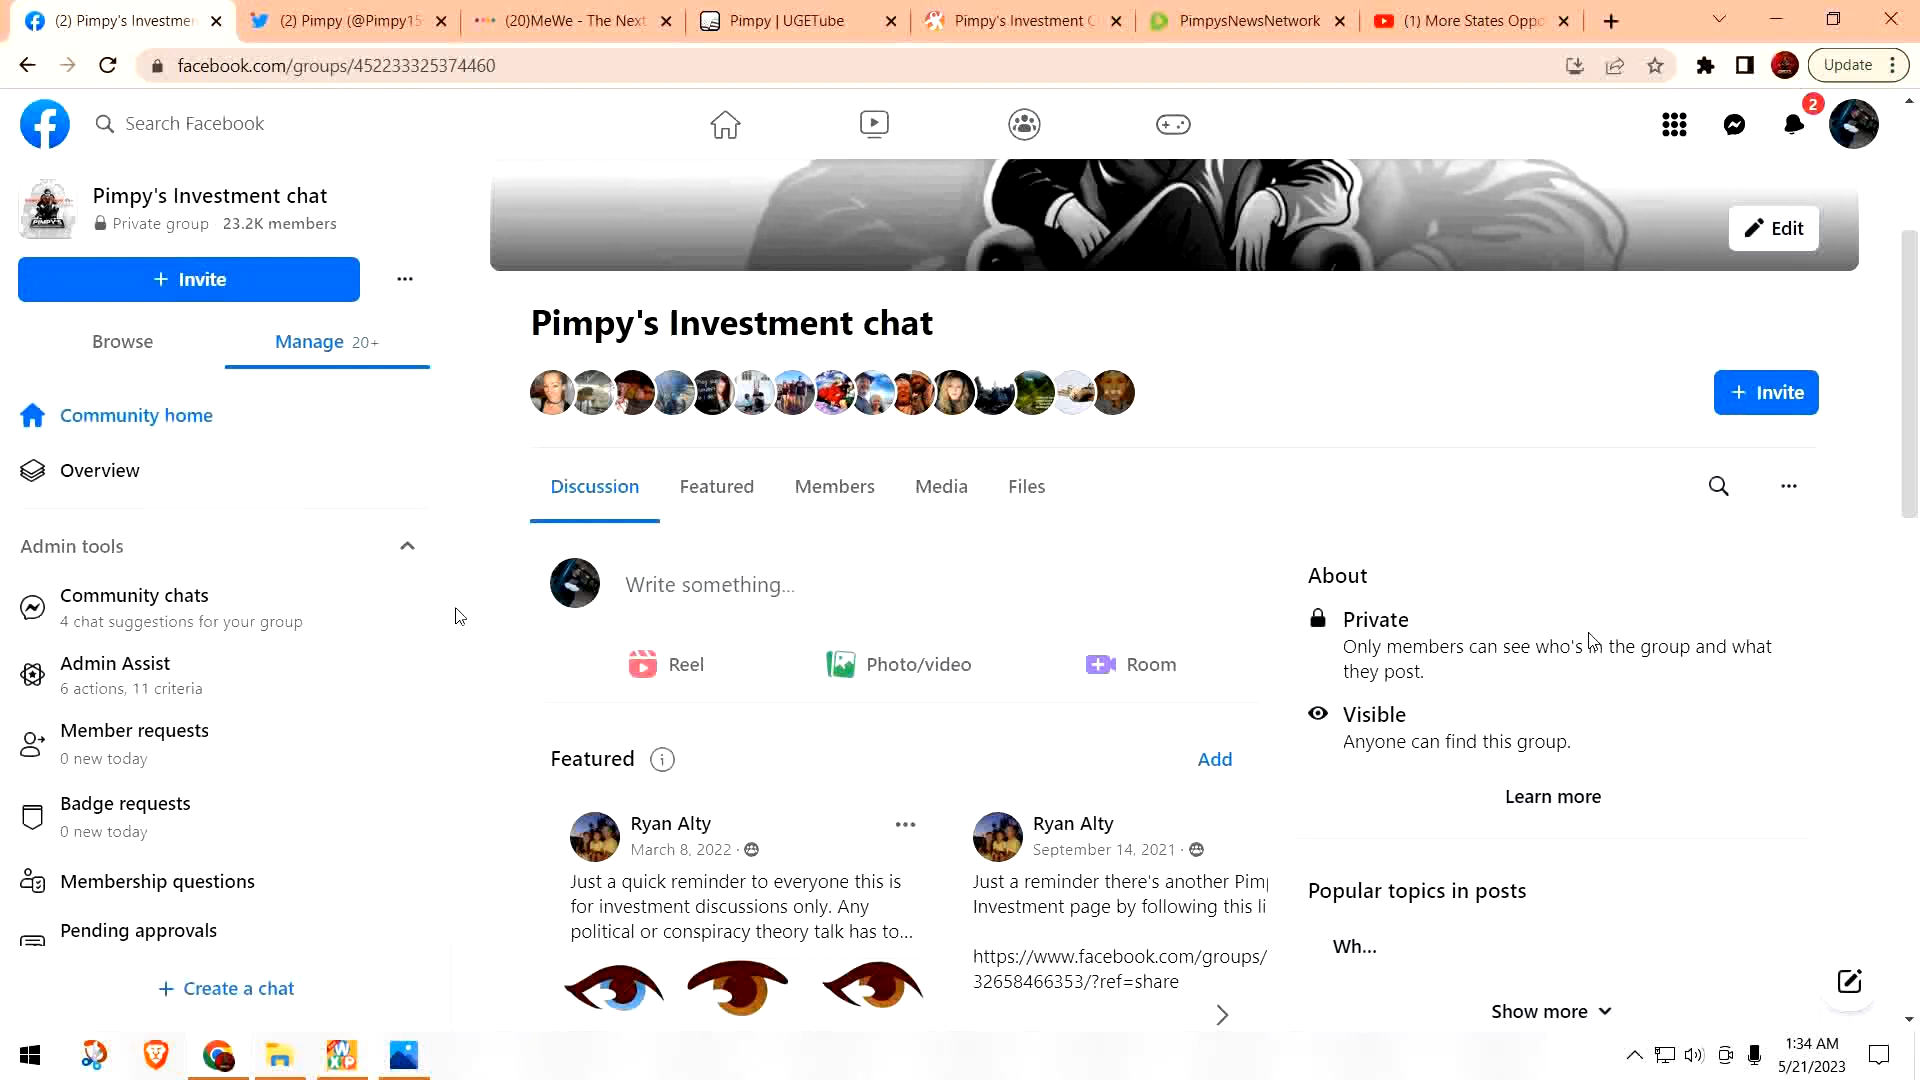 (2) Pimpy's Investmen
(2) Pimpy (@Pimpy15
(20)MeWe - The Next
Pimpy | UGETube
Pimpy's Investment C
PimpysNewsNetwork
(1) More States Oppo
facebook.com/groups/452233325374460
Update
Search Facebook
2
Pimpy's Investment chat
Private group · 23.2K members
+ Invite
Browse
Manage 20+
Community home
Overview
Admin tools
Community chats
4 chat suggestions for your group
Admin Assist
6 actions, 11 criteria
Member requests
0 new today
Badge requests
0 new today
Membership questions
Pending approvals
+ Create a chat
Edit
Pimpy's Investment chat
+ Invite
Discussion
Featured
Members
Media
Files
Write something...
Reel
Photo/video
Room
Featured
Add
Ryan Alty
March 8, 2022 ·
Just a quick reminder to everyone this is
for investment discussions only. Any
political or conspiracy theory talk has to...
Ryan Alty
September 14, 2021 ·
Just a reminder there's another Pimp
Investment page by following this li
https://www.facebook.com/groups/
32658466353/?ref=share
About
Private
Only members can see who's in the group and what
they post.
Visible
Anyone can find this group.
Learn more
Popular topics in posts
Wh...
Show more
1:34 AM
5/21/2023